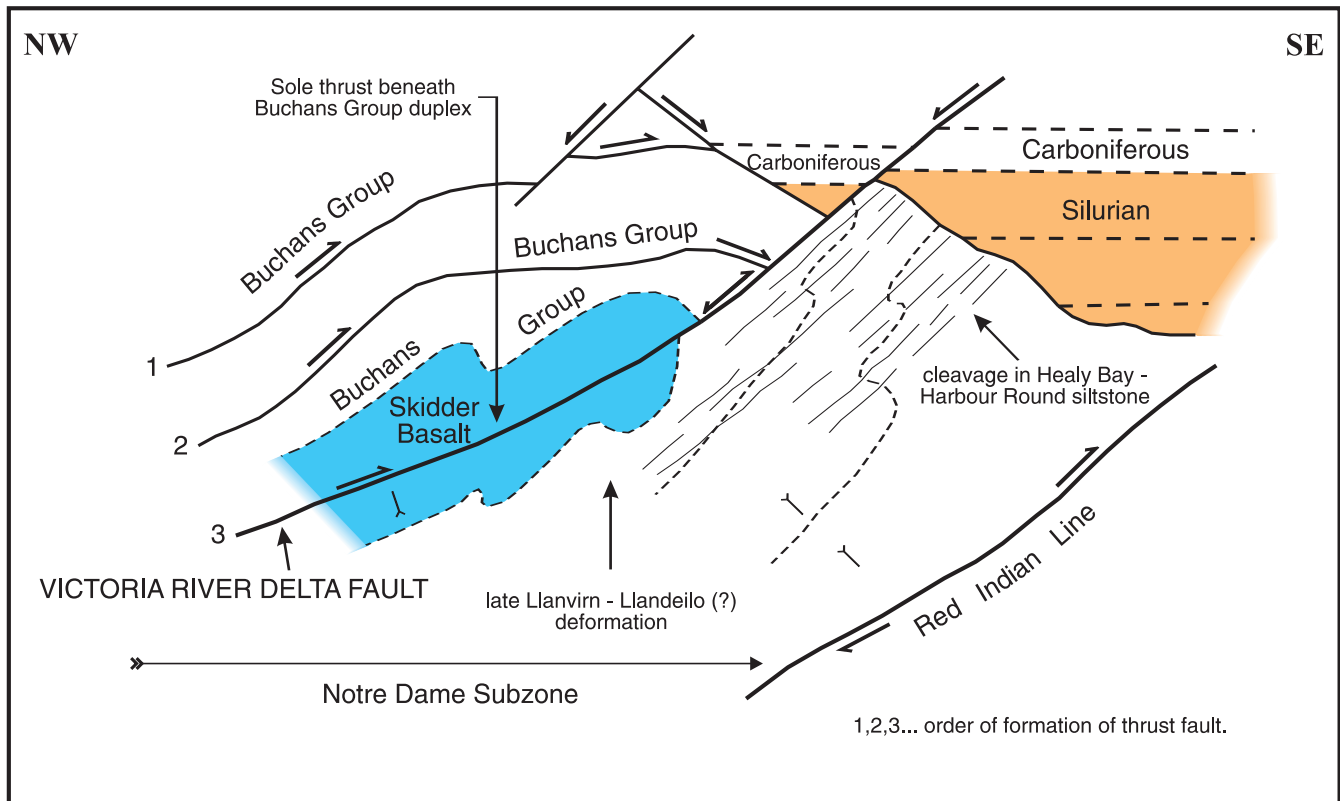 NW
SE
Sole thrust beneath
Buchans Group duplex
Carboniferous
Carboniferous
Silurian
Buchans Group
Buchans Group
Buchans Group
Skidder
Basalt
1
2
3
cleavage in Healy Bay -
Harbour Round siltstone
VICTORIA RIVER DELTA FAULT
late Llanvirn - Llandeilo (?)
deformation
Red Indian Line
Notre Dame Subzone
1,2,3... order of formation of thrust fault.